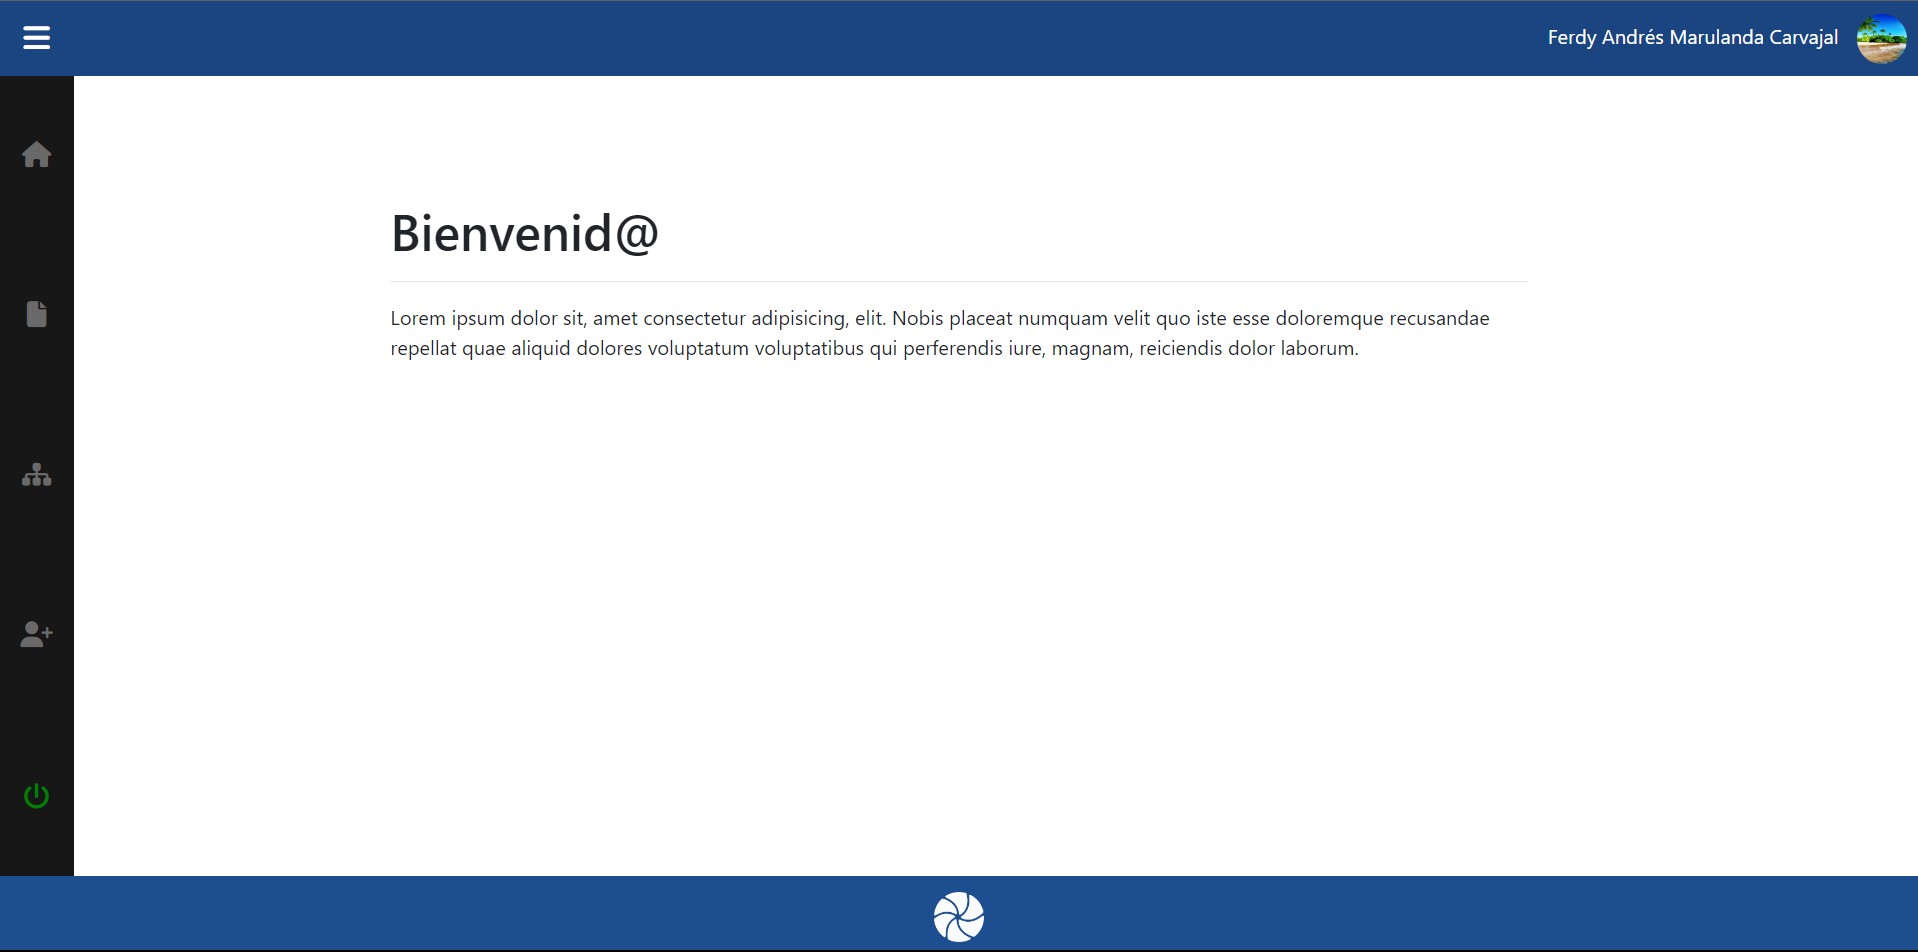 Ferdy Andrés Marulanda Carvajal
Bienvenid@
Lorem ipsum dolor sit, amet consectetur adipisicing, elit. Nobis placeat numquam velit quo iste esse doloremque recusandae
repellat quae aliquid dolores voluptatum voluptatibus qui perferendis iure, magnam, reiciendis dolor laborum.